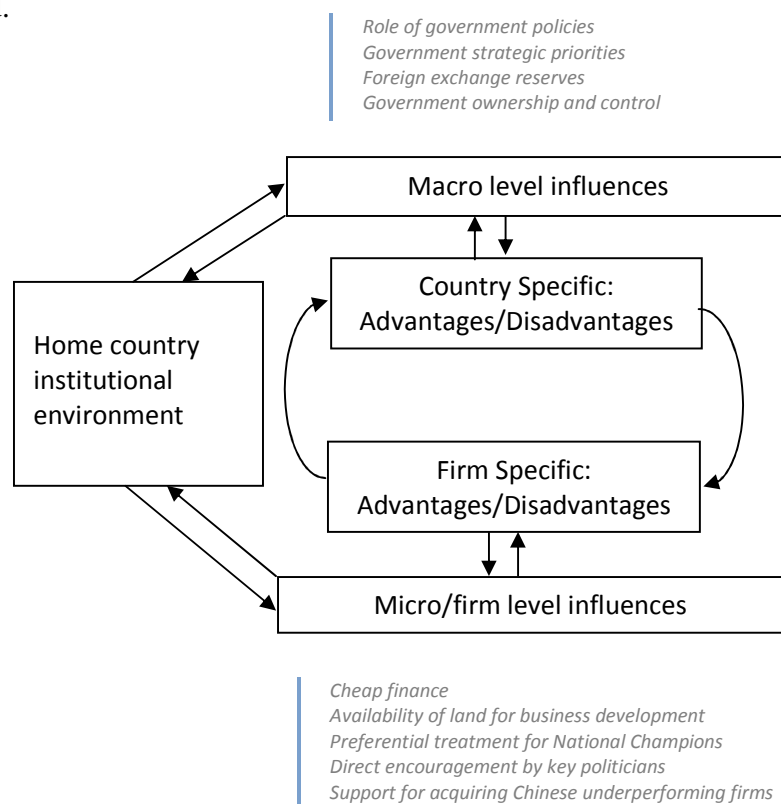 Role of government policies
Government strategic priorities
Foreign exchange reserves
Government ownership and control
Macro level influences
Country Specific:
Advantages/Disadvantages
Home country
institutional
environment
Firm Specific:
Advantages/Disadvantages
Micro/firm level influences
Cheap finance
Availability of land for business development
Preferential treatment for National Champions
Direct encouragement by key politicians
Support for acquiring Chinese underperforming firms